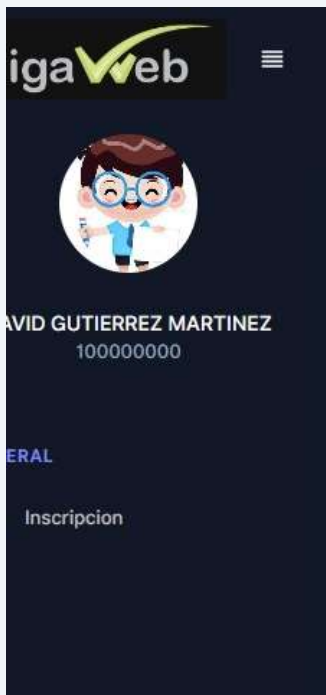 igaWeb
AVID GUTIERREZ MARTINEZ
100000000
ERAL
Inscripcion